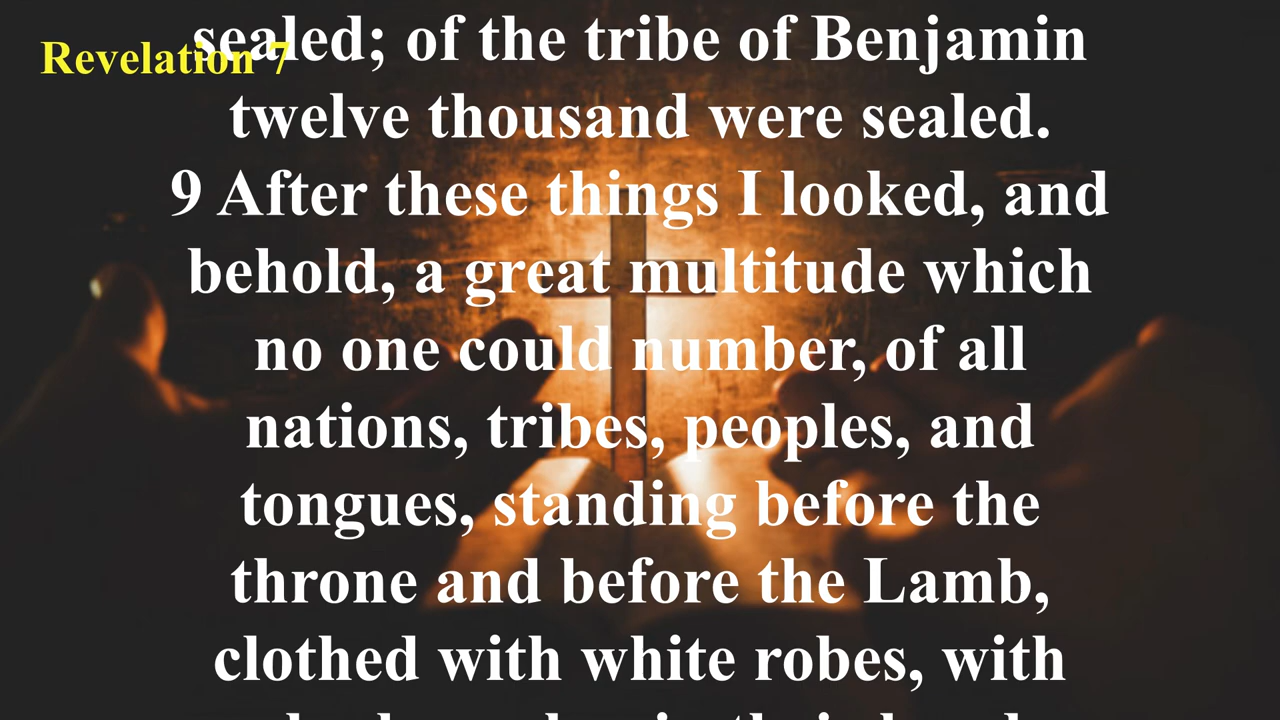 Revelation 7
sealed; of the tribe of Benjamin
twelve thousand were sealed.
9 After these things I looked, and
behold, a great multitude which
no one could number, of all
nations, tribes, peoples, and
tongues, standing before the
throne and before the Lamb,
clothed with white robes, with